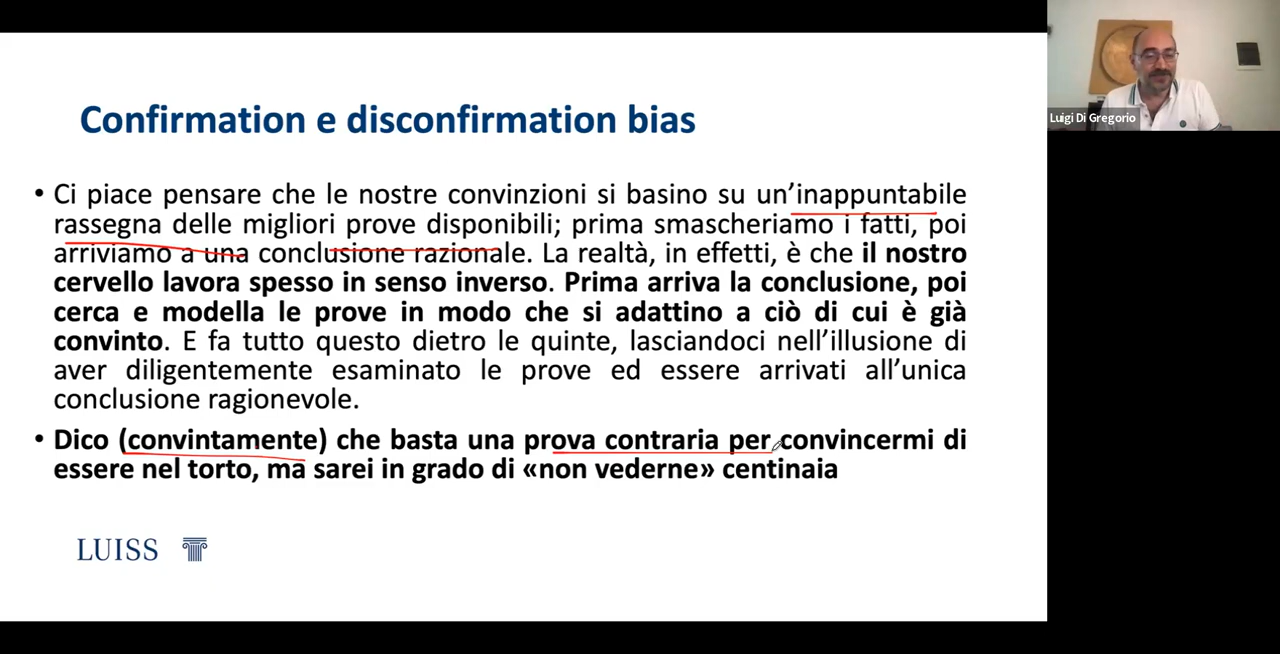 Confirmation e disconfirmation bias
Luigi Di Gregorio
• Ci piace pensare che le nostre convinzioni si basino su un’inappuntabile
rassegna delle migliori prove disponibili; prima smascheriamo i fatti, poi
arriviamo a una conclusione razionale. La realtà, in effetti, è che il nostro
cervello lavora spesso in senso inverso. Prima arriva la conclusione, poi
cerca e modella le prove in modo che si adattino a ciò di cui è già
convinto. E fa tutto questo dietro le quinte, lasciandoci nell’illusione di
aver diligentemente esaminato le prove ed essere arrivati all’unica
conclusione ragionevole.
• Dico (convintamente) che basta una prova contraria per convincermi di
essere nel torto, ma sarei in grado di «non vederne» centinaia
LUISS